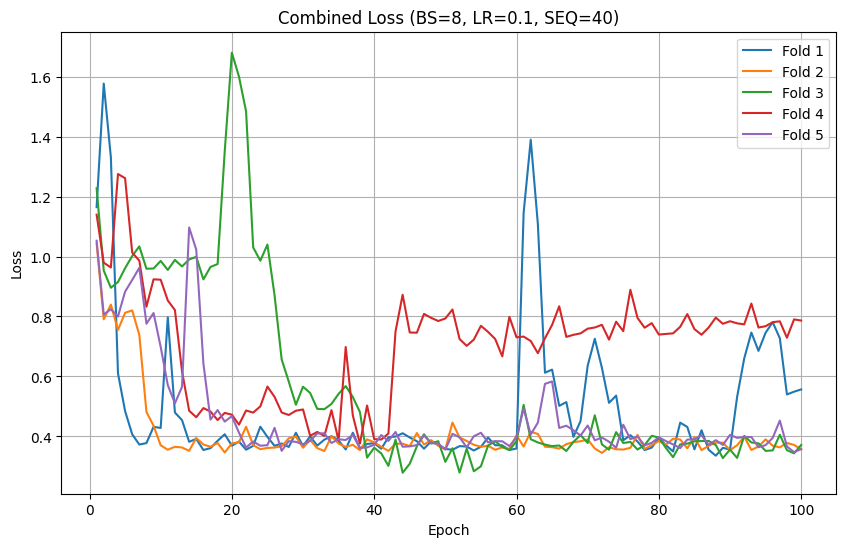 Combined Loss (BS=8, LR=0.1, SEQ=40)
Fold 1
Fold 2
Fold 3
Fold 4
Fold 5
Loss
1.6
1.4
1.2
1.0
0.8
0.6
0.4
0 20 40 60 80 100
Epoch